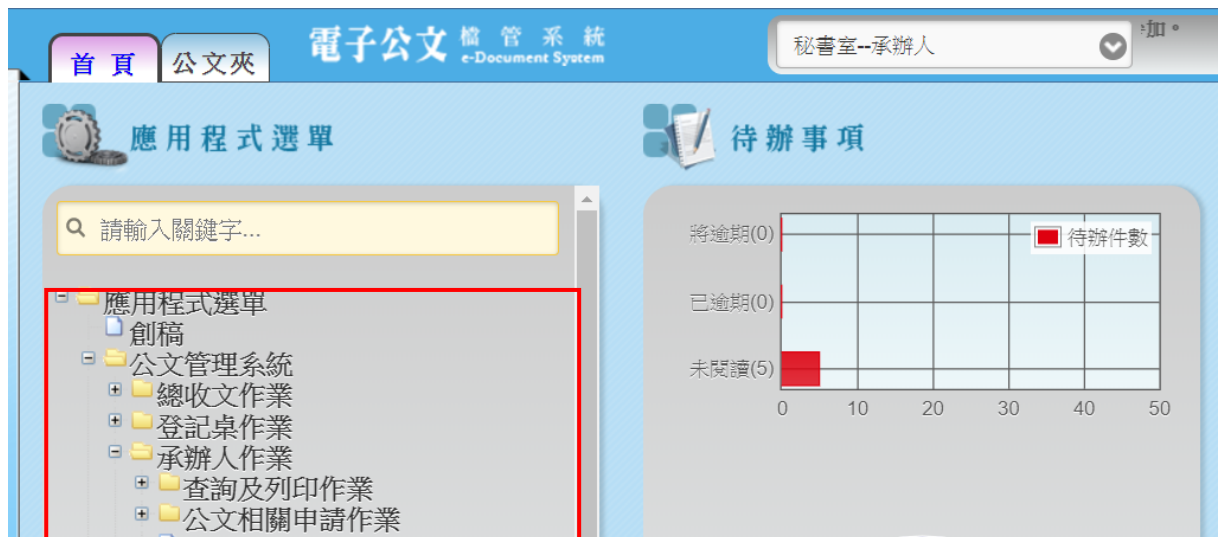 首頁
公文夾
電子公文 檔管系統
e-Document System
秘書室--承辦人
加。
應用程式選單
待辦事項
請輸入關鍵字...
應用程式選單
創稿
公文管理系統
總收文作業
登記桌作業
承辦人作業
查詢及列印作業
公文相關申請作業
將逾期(0)
待辦件數
已逾期(0)
未閱讀(5)
0 10 20 30 40 50